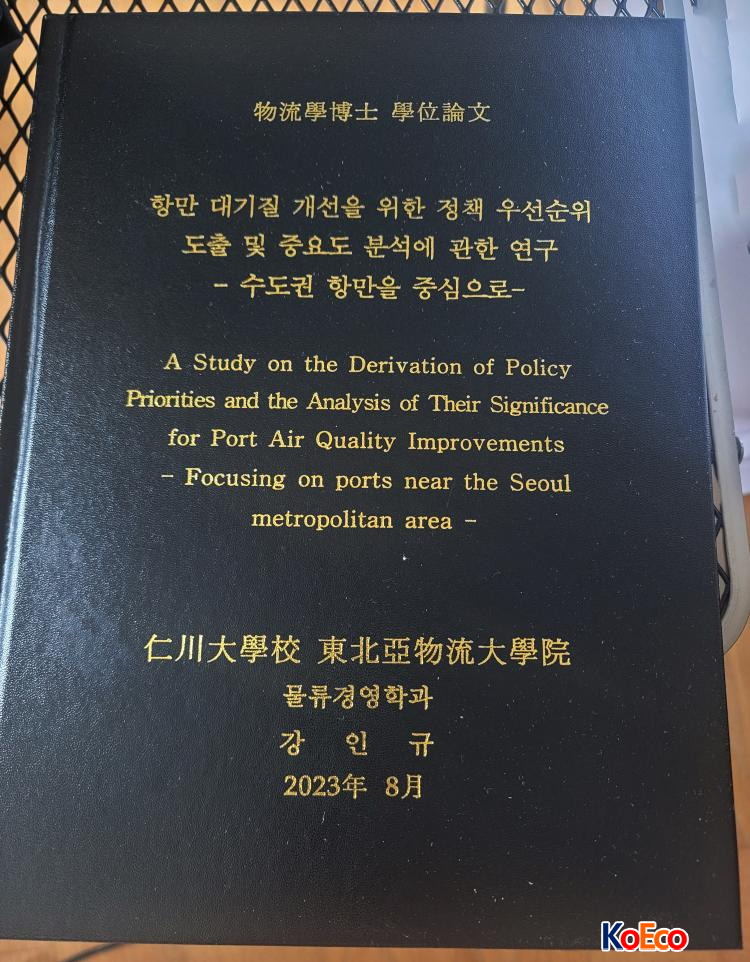 物流學博士 學位論文
항만 대기질 개선을 위한 정책 우선순위
도출 및 중요도 분석에 관한 연구
- 수도권 항만을 중심으로-
A Study on the Derivation of Policy
Priorities and the Analysis of Their Significance
for Port Air Quality Improvements
- Focusing on ports near the Seoul
metropolitan area -
仁川大學校 東北亞物流大學院
물류경영학과
강 인 규
2023年 8月
KoEco